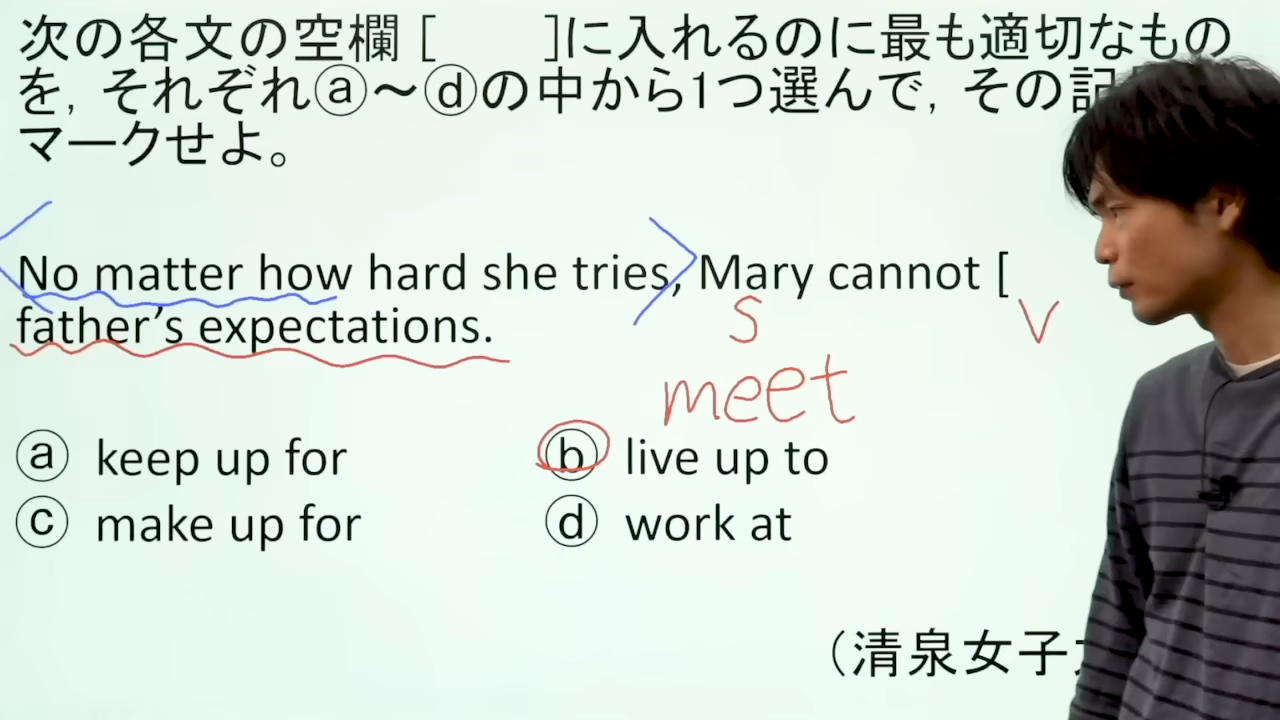 次の各文の空欄 [ ]に入れるのに最も適切なもの
を，それぞれⓐ～ⓓの中から1つ選んで，その記
マークせよ。
No matter how hard she tries, Mary cannot [
S V
father's expectations.
meet
ⓐ keep up for ⓑ live up to
ⓒ make up for ⓓ work at
（清泉女子